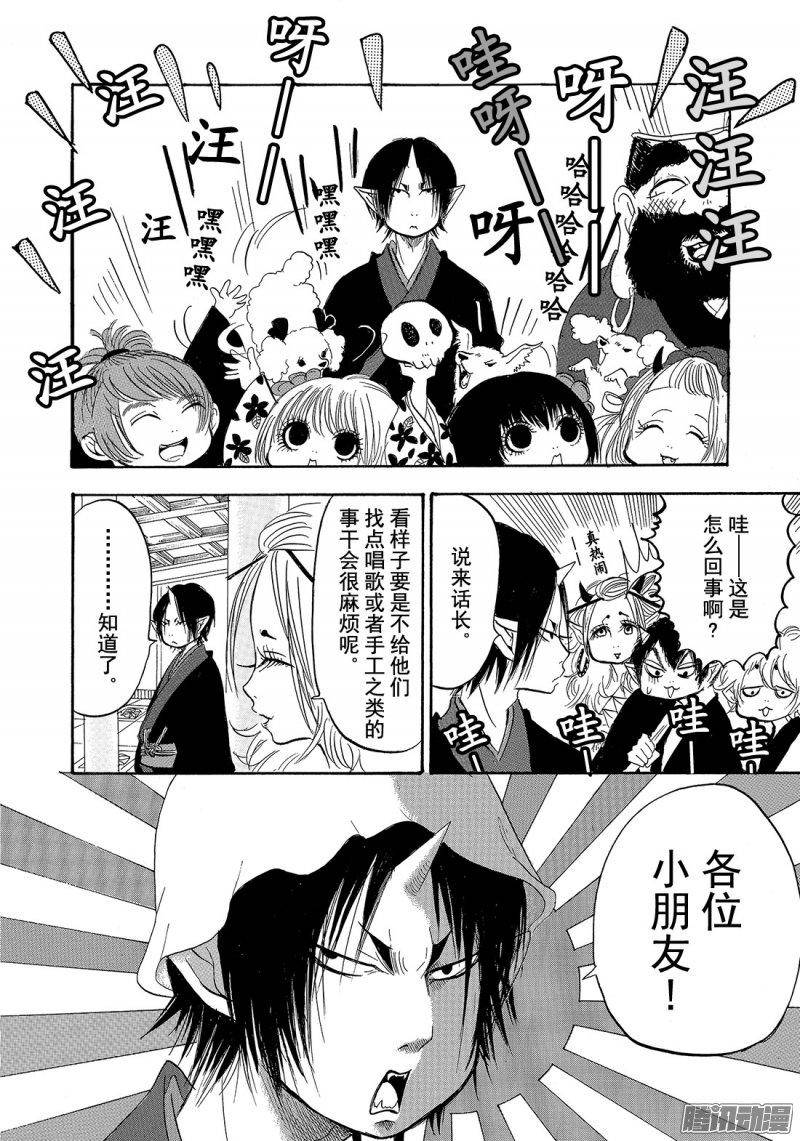 汪
汪
汪
哇
呀
——
呀
——
哈
哈
哈
哈
哈
哈
哈
呀
呀
——
嘿
嘿
嘿
汪
嘿
嘿
嘿
汪
汪
汪
汪
哇
——这是
怎么回事啊？
真热闹
说来话长。
哇
——
哇
——
哇
——
哇
——
看样子要是不给他们
找点唱歌或者手工之类的
事干会很麻烦呢。
………
………知道了。
各位
小朋友！
腾讯动漫